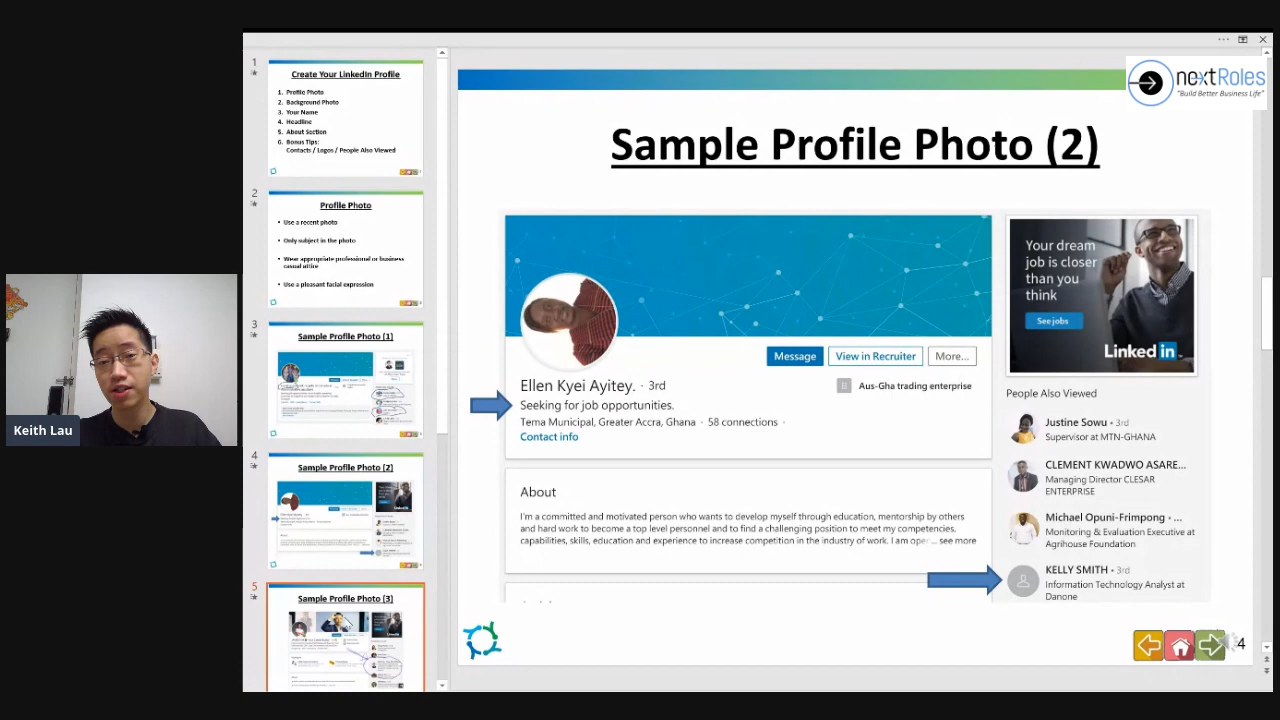 nextRoles
"Build Better Business Life"
1
Create Your LinkedIn Profile
1. Profile Photo
2. Background Photo
3. Your Name
4. Headline
5. About Section
6. Bonus Tips:
Contacts / Logos / People Also Viewed
2
Profile Photo
• Use a recent photo
• Only subject in the photo
• Wear appropriate professional or business
casual attire
• Use a pleasant facial expression
3
Sample Profile Photo (1)
4
Sample Profile Photo (2)
5
Sample Profile Photo (3)
Keith Lau
Sample Profile Photo (2)
Message
View in Recruiter
More...
Ellen Kyei Ayitey. · 3rd
Aus-Gha trading enterprise
Seeking for job opportunities.
Tema Municipal, Greater Accra, Ghana · 58 connections ·
Contact info
About
I'm a committed and motivated person who wants to develop myself through education, mentorship by others
and hard work to become a top level personnel and to find a challenging position to meet my competencies,
capabilities, skills, education and experience to increase competition in the industry of work. I am ope ... see more
Your dream
job is closer
than you
think
See jobs
Linked in
People Also Viewed
Justine Sowu • 3rd
Supervisor at MTN-GHANA
CLEMENT KWADWO ASARE...
Managing Director CLESAR
ENTERPRISE
Michael Opuni-Frimpong · ...
Monitoring & Evaluation Executive at
Agrihouse Foundation
KELLY SMITH • 3rd
Information Technology Analyst at
Danone
4